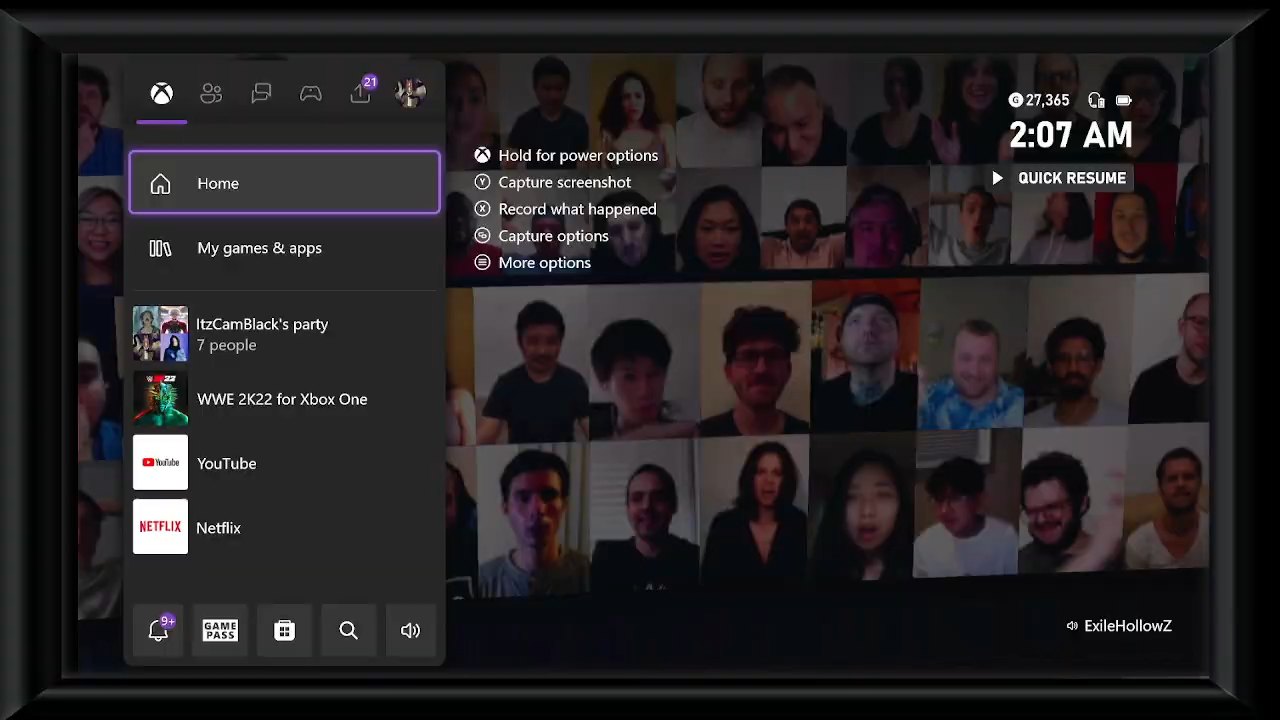 21
27,365
2:07 AM
QUICK RESUME
Home
My games & apps
Hold for power options
Y Capture screenshot
X Record what happened
Capture options
More options
ItzCamBlack's party
7 people
WWE 2K22 for Xbox One
YouTube
YouTube
NETFLIX
Netflix
9+
GAME
PASS
ExileHollowZ